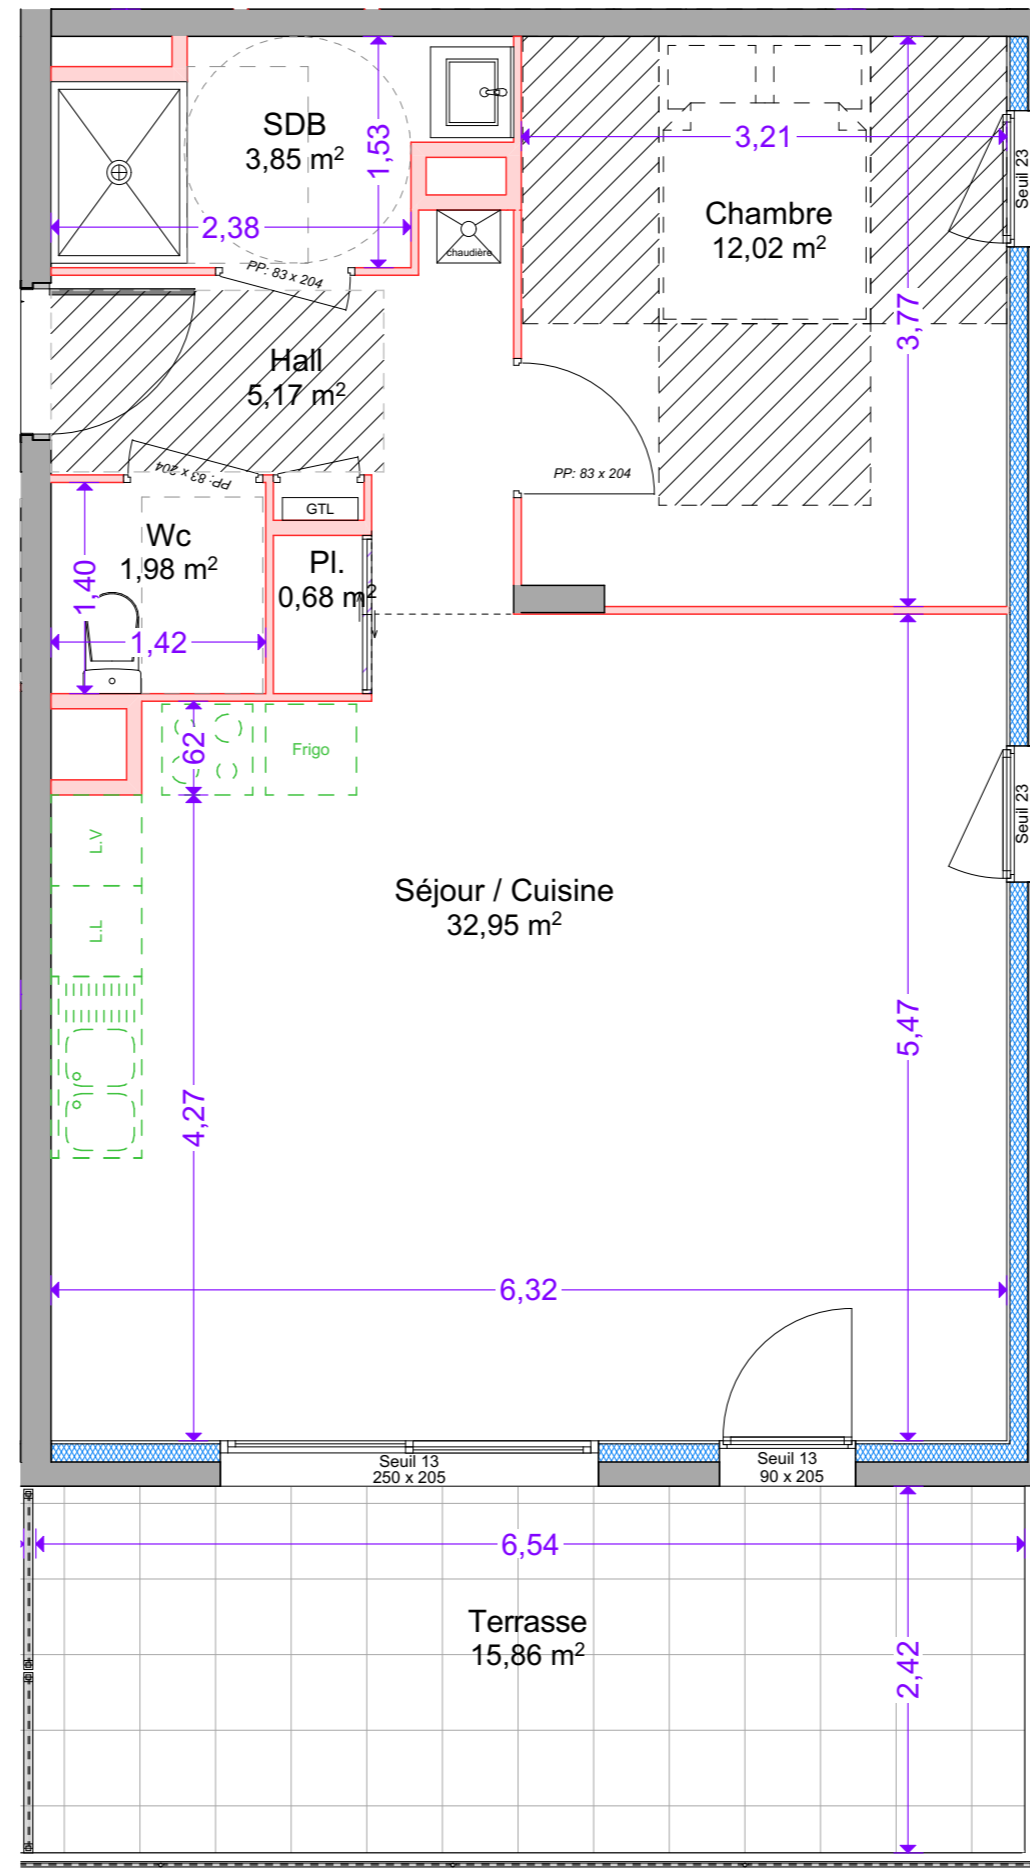 SDB
3,85 m²
1,53
2,38
3,21
Chambre
12,02 m²
Seuil 23
chaudière
PP: 83 x 204
3,77
Hall
5,17 m²
PP: 83 x 204
PP: 83 x 204
GTL
Wc
1,98 m²
Pl.
0,68 m²
1,40
1,42
62
Frigo
L.V
L.L
Séjour / Cuisine
32,95 m²
Seuil 23
5,47
4,27
6,32
Seuil 13
250 x 205
Seuil 13
90 x 205
6,54
Terrasse
15,86 m²
2,42